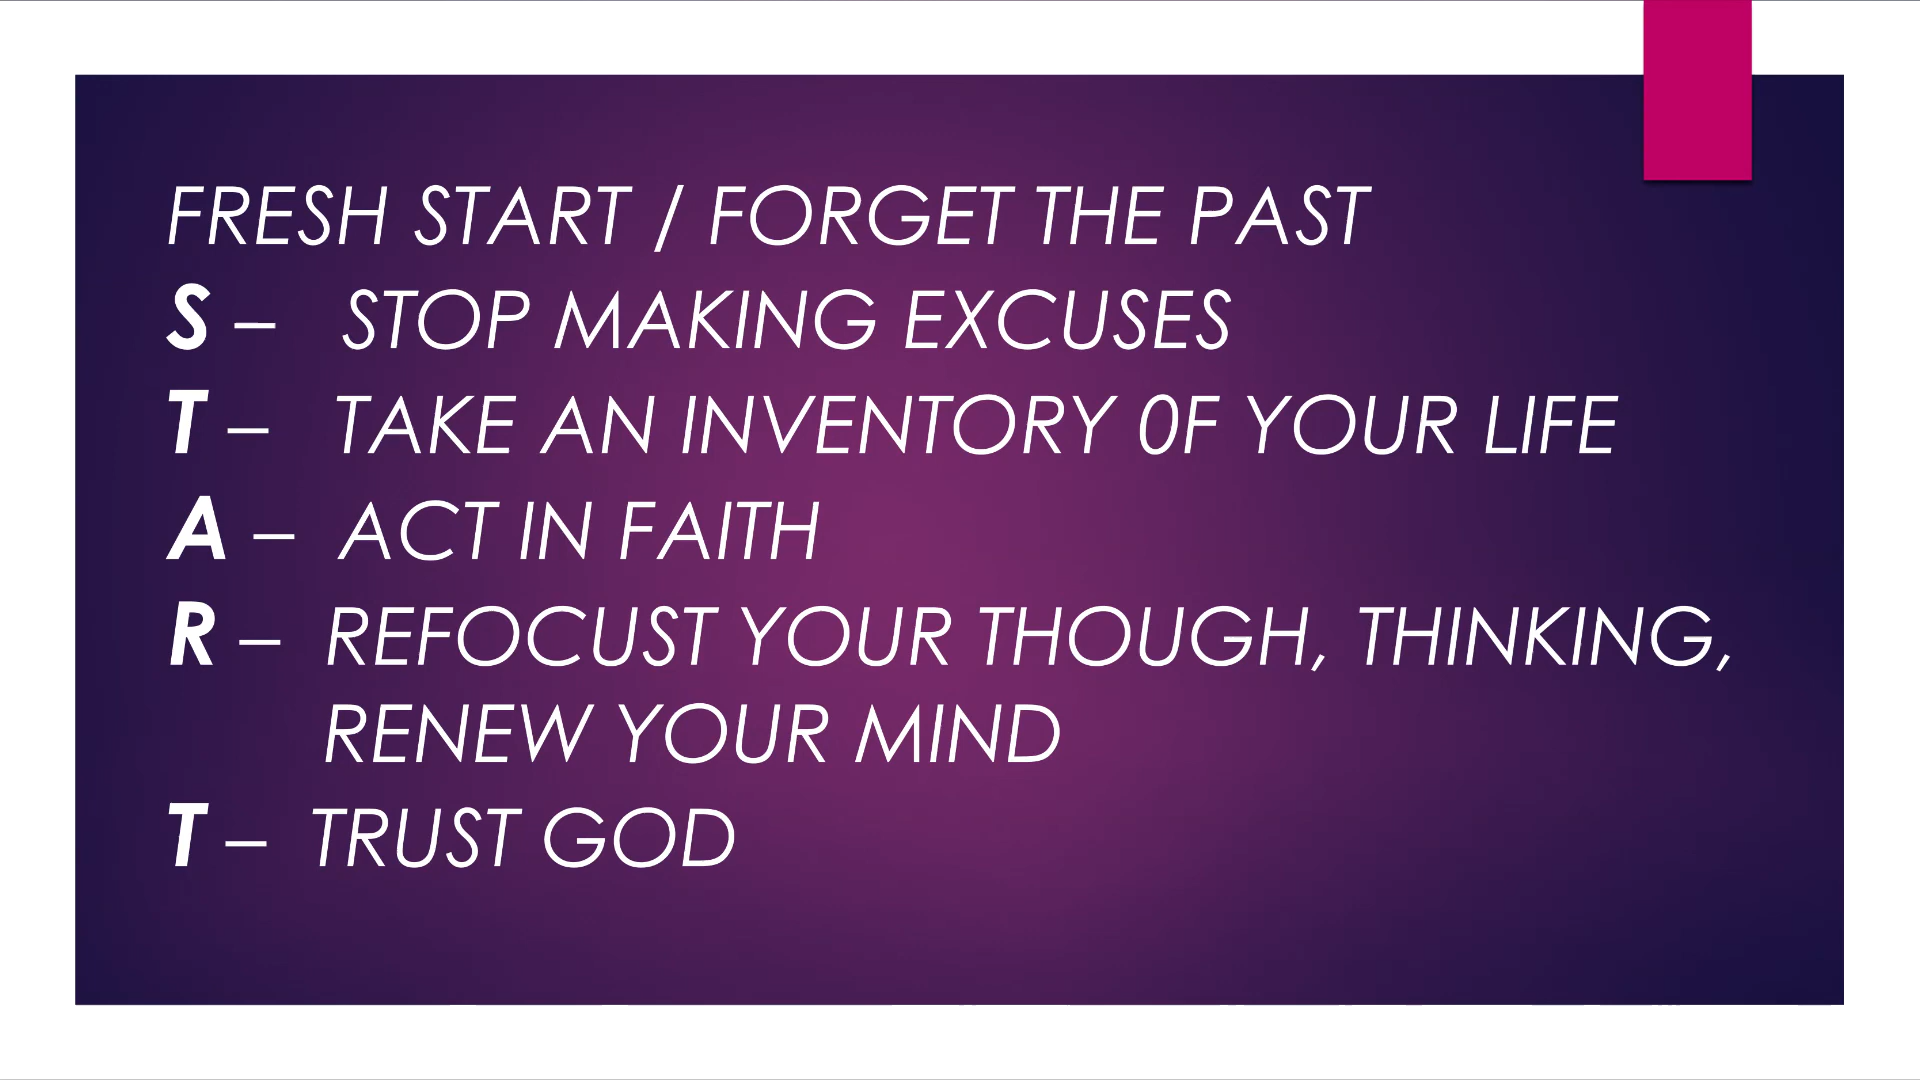 FRESH START / FORGET THE PAST
S – STOP MAKING EXCUSES
T – TAKE AN INVENTORY 0F YOUR LIFE
A – ACT IN FAITH
R – REFOCUST YOUR THOUGH, THINKING,
RENEW YOUR MIND
T – TRUST GOD